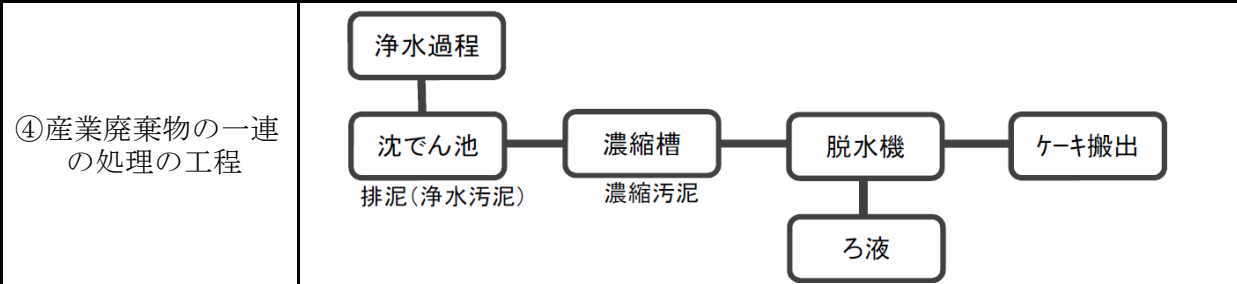 ④産業廃棄物の一連
の処理の工程
浄水過程
沈でん池
濃縮槽
脱水機
ケーキ搬出
排泥(浄水汚泥)
濃縮汚泥
ろ液